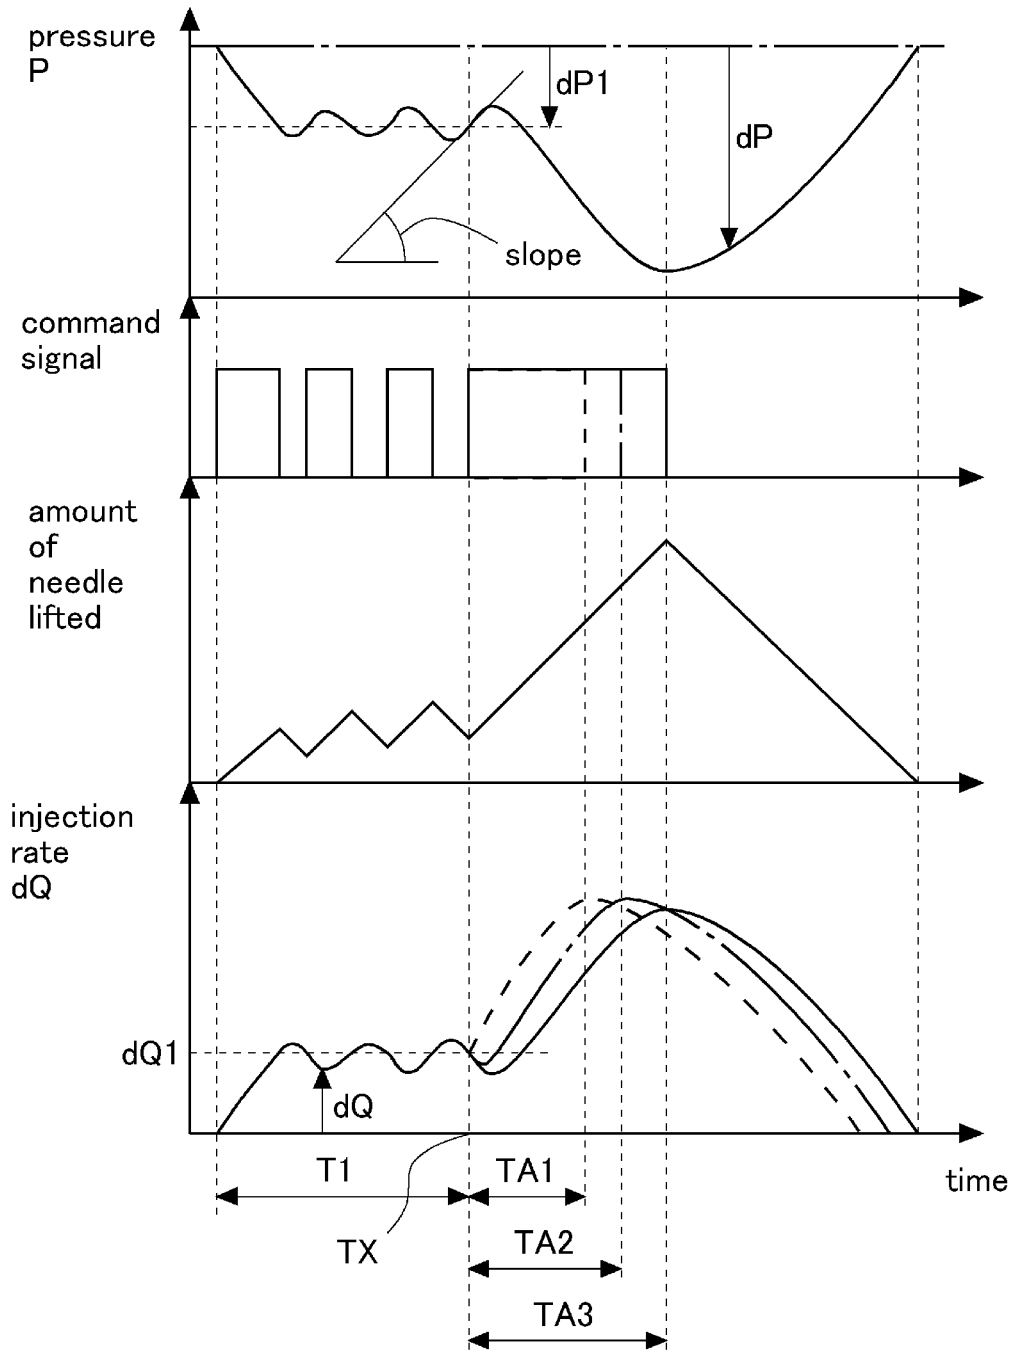 pressure
P
dP1
dP
slope
command
signal
amount
of
needle
lifted
injection
rate
dQ
dQ1
dQ
T1
TA1
time
TX
TA2
TA3